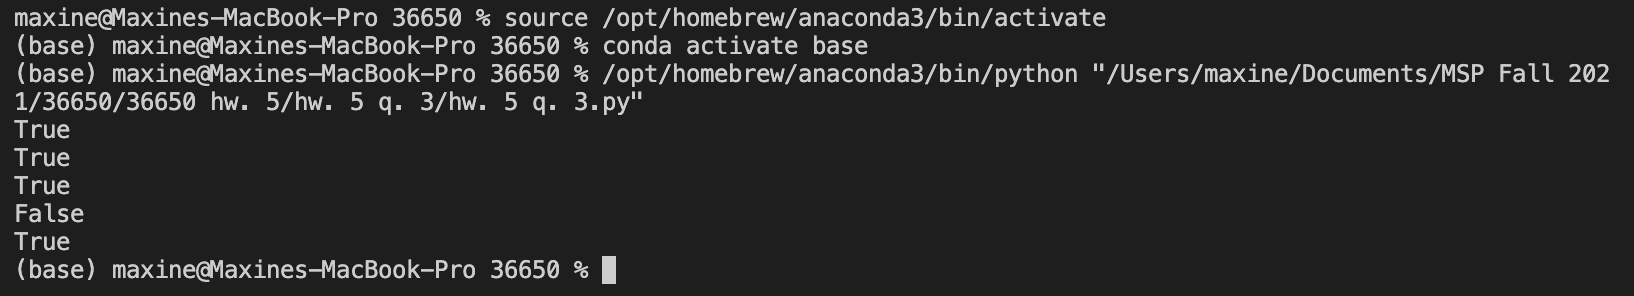 maxine@Maxines-MacBook-Pro 36650 % source /opt/homebrew/anaconda3/bin/activate
(base) maxine@Maxines-MacBook-Pro 36650 % conda activate base
(base) maxine@Maxines-MacBook-Pro 36650 % /opt/homebrew/anaconda3/bin/python "/Users/maxine/Documents/MSP Fall 202
1/36650/36650 hw. 5/hw. 5 q. 3/hw. 5 q. 3.py"
True
True
True
False
True
(base) maxine@Maxines-MacBook-Pro 36650 %